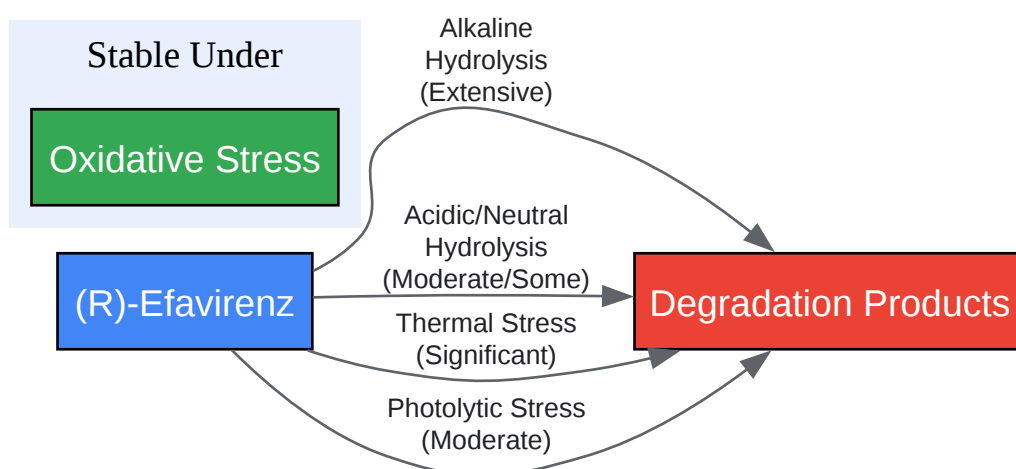 Stable Under
Oxidative Stress
Alkaline
Hydrolysis
(Extensive)
Acidic/Neutral
Hydrolysis
(Moderate/Some)
(R)-Efavirenz
Degradation Products
Thermal Stress
(Significant)
Photolytic Stress
(Moderate)